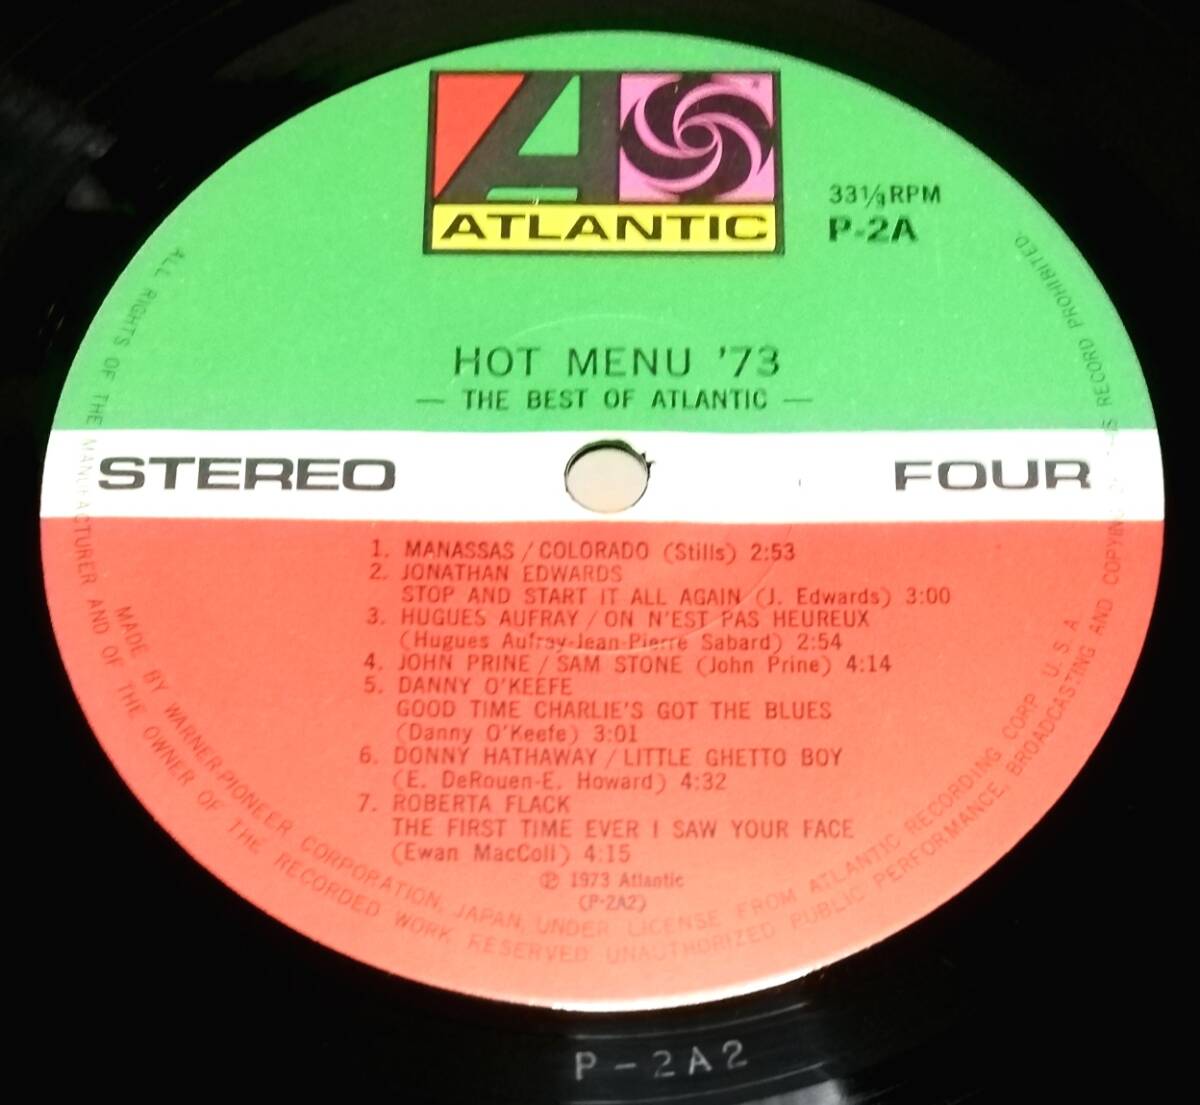 ATLANTIC
33 1/3 RPM
P-2A
HOT MENU '73
— THE BEST OF ATLANTIC —
STEREO
FOUR
1. MANASSAS / COLORADO (Stills) 2:53
2. JONATHAN EDWARDS
STOP AND START IT ALL AGAIN (J. Edwards) 3:00
3. HUGUES AUFRAY / ON N'EST PAS HEUREUX
(Hugues Aufray-Jean-Pierre Sabard) 2:54
4. JOHN PRINE / SAM STONE (John Prine) 4:14
5. DANNY O'KEEFE
GOOD TIME CHARLIE'S GOT THE BLUES
(Danny O'Keefe) 3:01
6. DONNY HATHAWAY / LITTLE GHETTO BOY
(E. DeRouen-E. Howard) 4:32
7. ROBERTA FLACK
THE FIRST TIME EVER I SAW YOUR FACE
(Ewan MacColl) 4:15
℗ 1973 Atlantic
(P-2A2)
MADE BY WARNER-PIONEER CORPORATION, JAPAN, UNDER LICENSE FROM ATLANTIC RECORDING CORP. U.S.A.
ALL RIGHTS OF THE MANUFACTURER AND OF THE OWNER OF THE RECORDED WORK RESERVED UNAUTHORIZED PUBLIC PERFORMANCE, BROADCASTING AND COPYING RECORD PROHIBITED.
P-2A2